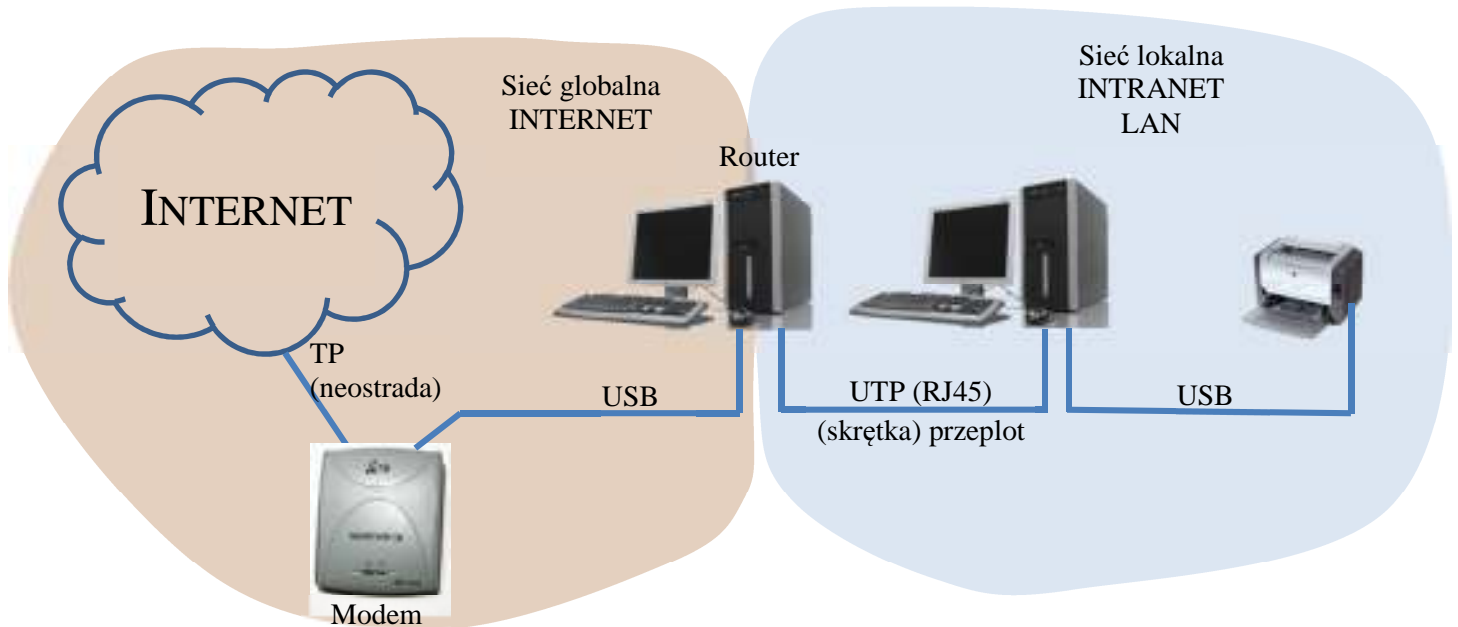 Sieć globalna
INTERNET
Sieć lokalna
INTRANET
LAN
Router
INTERNET
TP
(neostrada)
USB
UTP (RJ45)
(skrętka) przeplot
USB
Modem